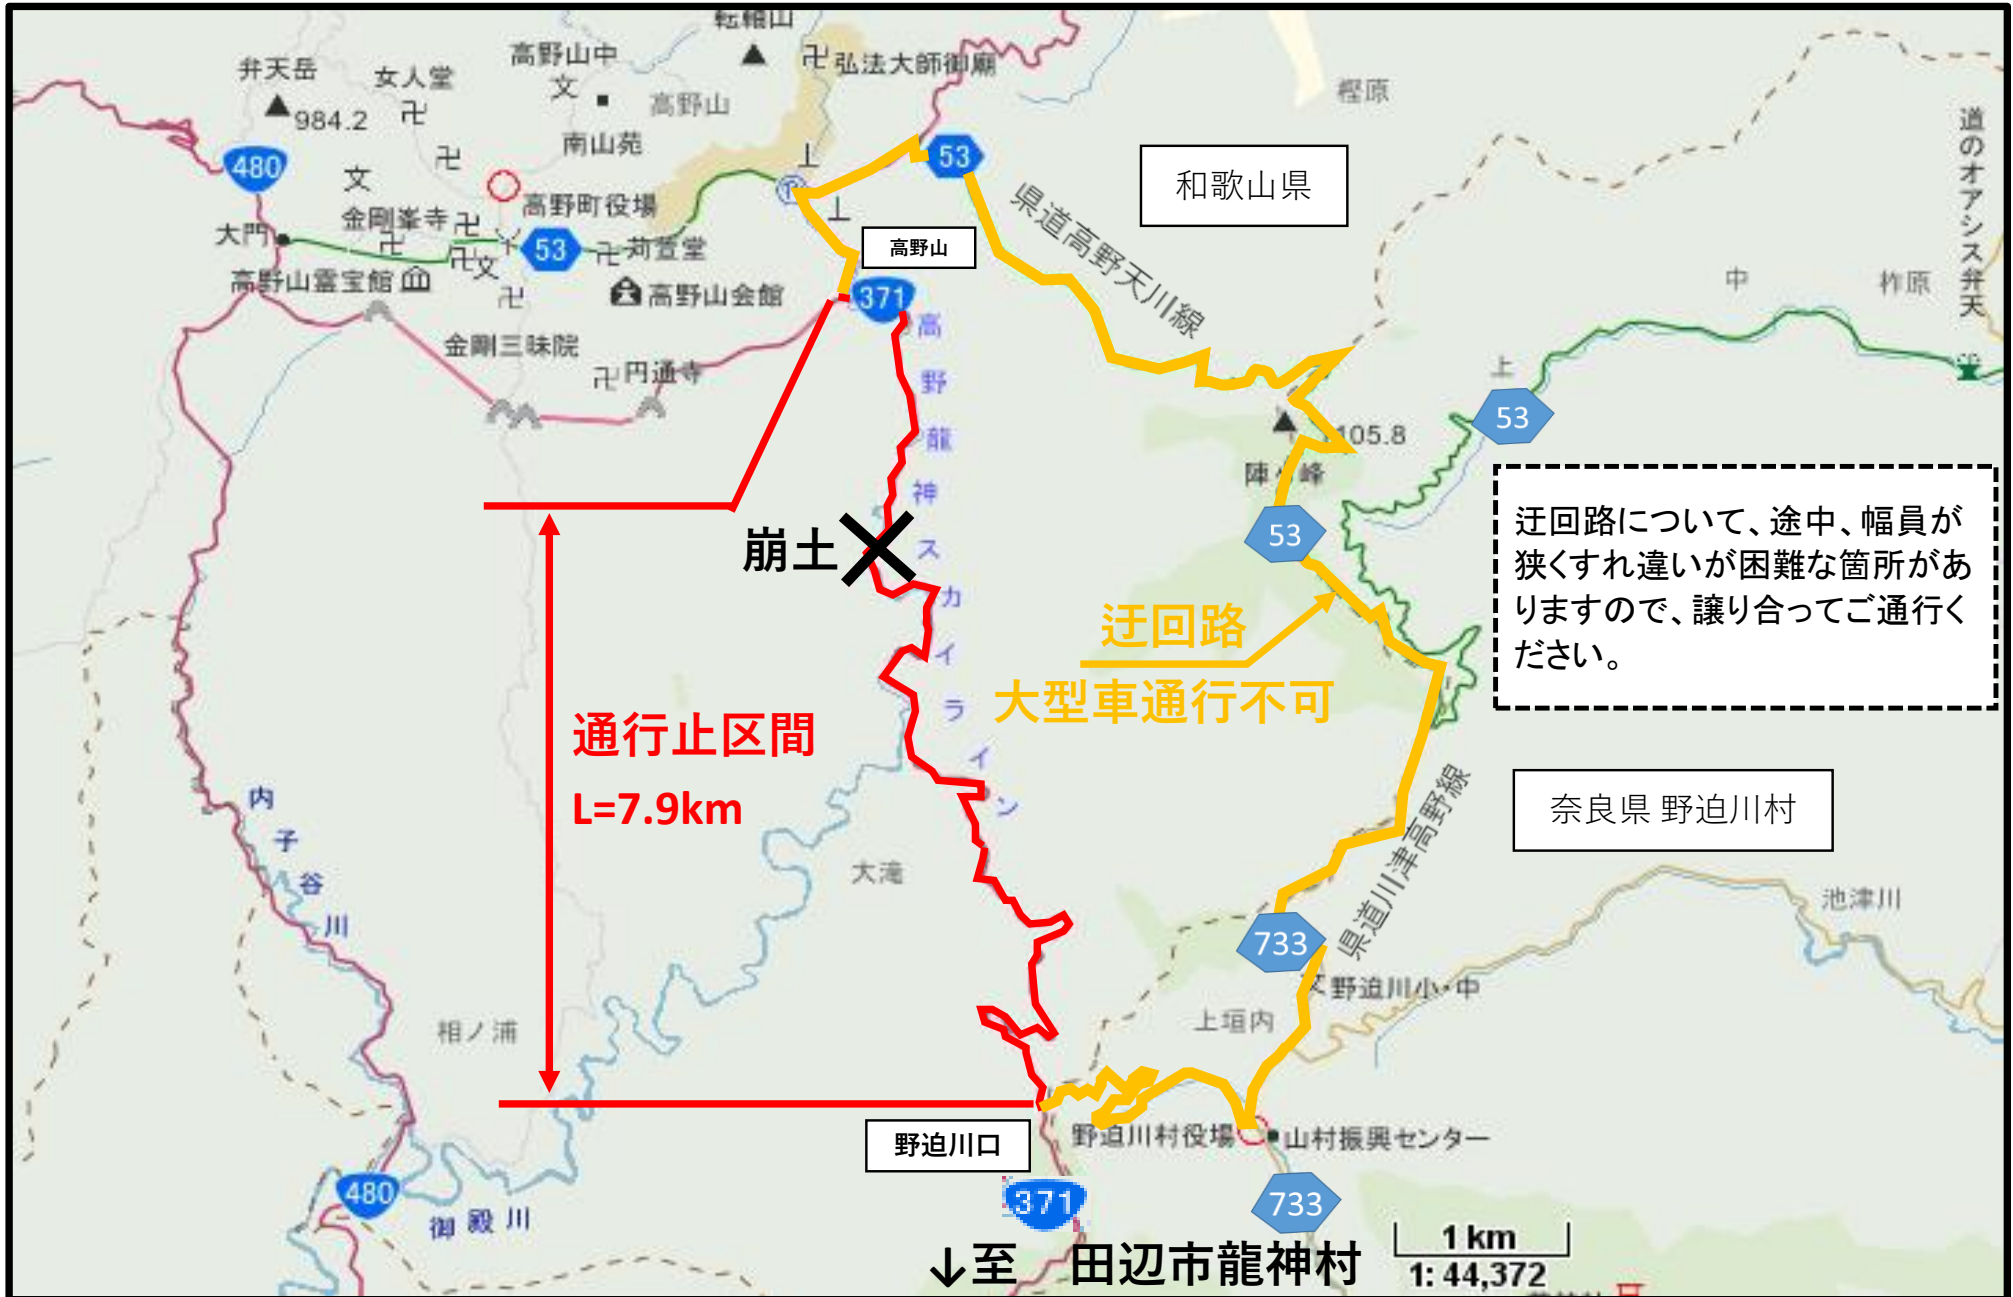 転軸山
弁天岳
984.2
女人堂
高野山中
文
高野山
南山苑
弘法大師御廟
樫原
道のオアシス弁天
480
文
高野町役場
金剛峯寺
大門
文
53
苅萱堂
高野山霊宝館
高野山会館
金剛三昧院
円通寺
53
和歌山県
県道高野天川線
高野山
371
高野龍神スカイライン
中
柞原
上
53
105.8
陣ヶ峰
53
迂回路について、途中、幅員が
狭くすれ違いが困難な箇所があ
りますので、譲り合ってご通行く
ださい。
崩土
迂回路
大型車通行不可
通行止区間
L=7.9km
奈良県 野迫川村
県道川津高野線
内子谷川
大滝
池津川
733
文
野迫川小・中
上垣内
相ノ浦
野迫川口
野迫川村役場
山村振興センター
480
御殿川
371
733
↓至 田辺市龍神村
1 km
1: 44,372